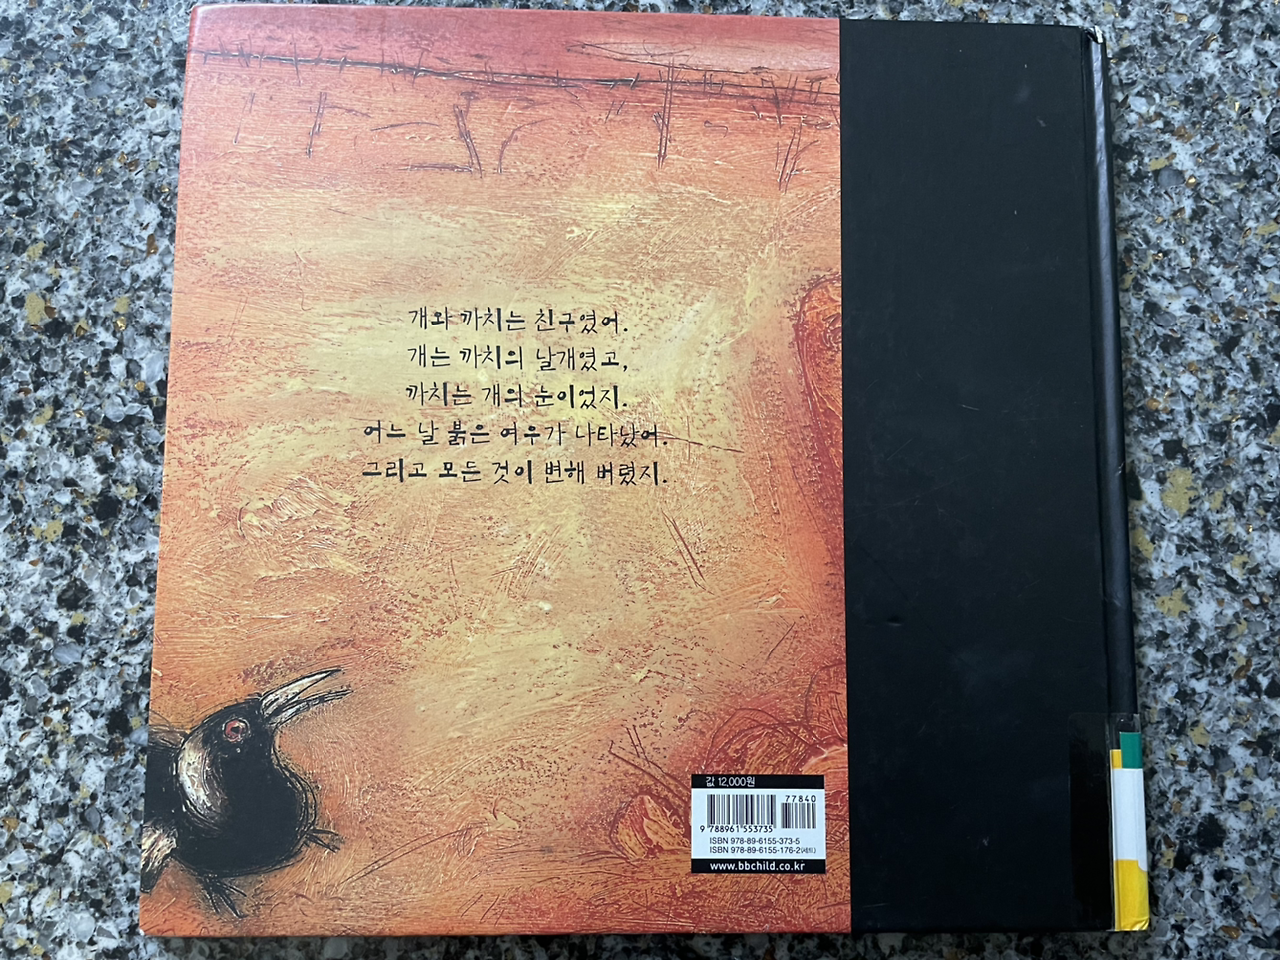 개와 까치는 친구였어.
개는 까치의 날개였고,
까치는 개의 눈이었지.
어느 날 붉은 여우가 나타났어.
그리고 모든 것이 변해 버렸지.
값 12,000원
77840
9 788961 553735
ISBN 978-89-6155-373-5
ISBN 978-89-6155-176-2(세트)
www.bbchild.co.kr